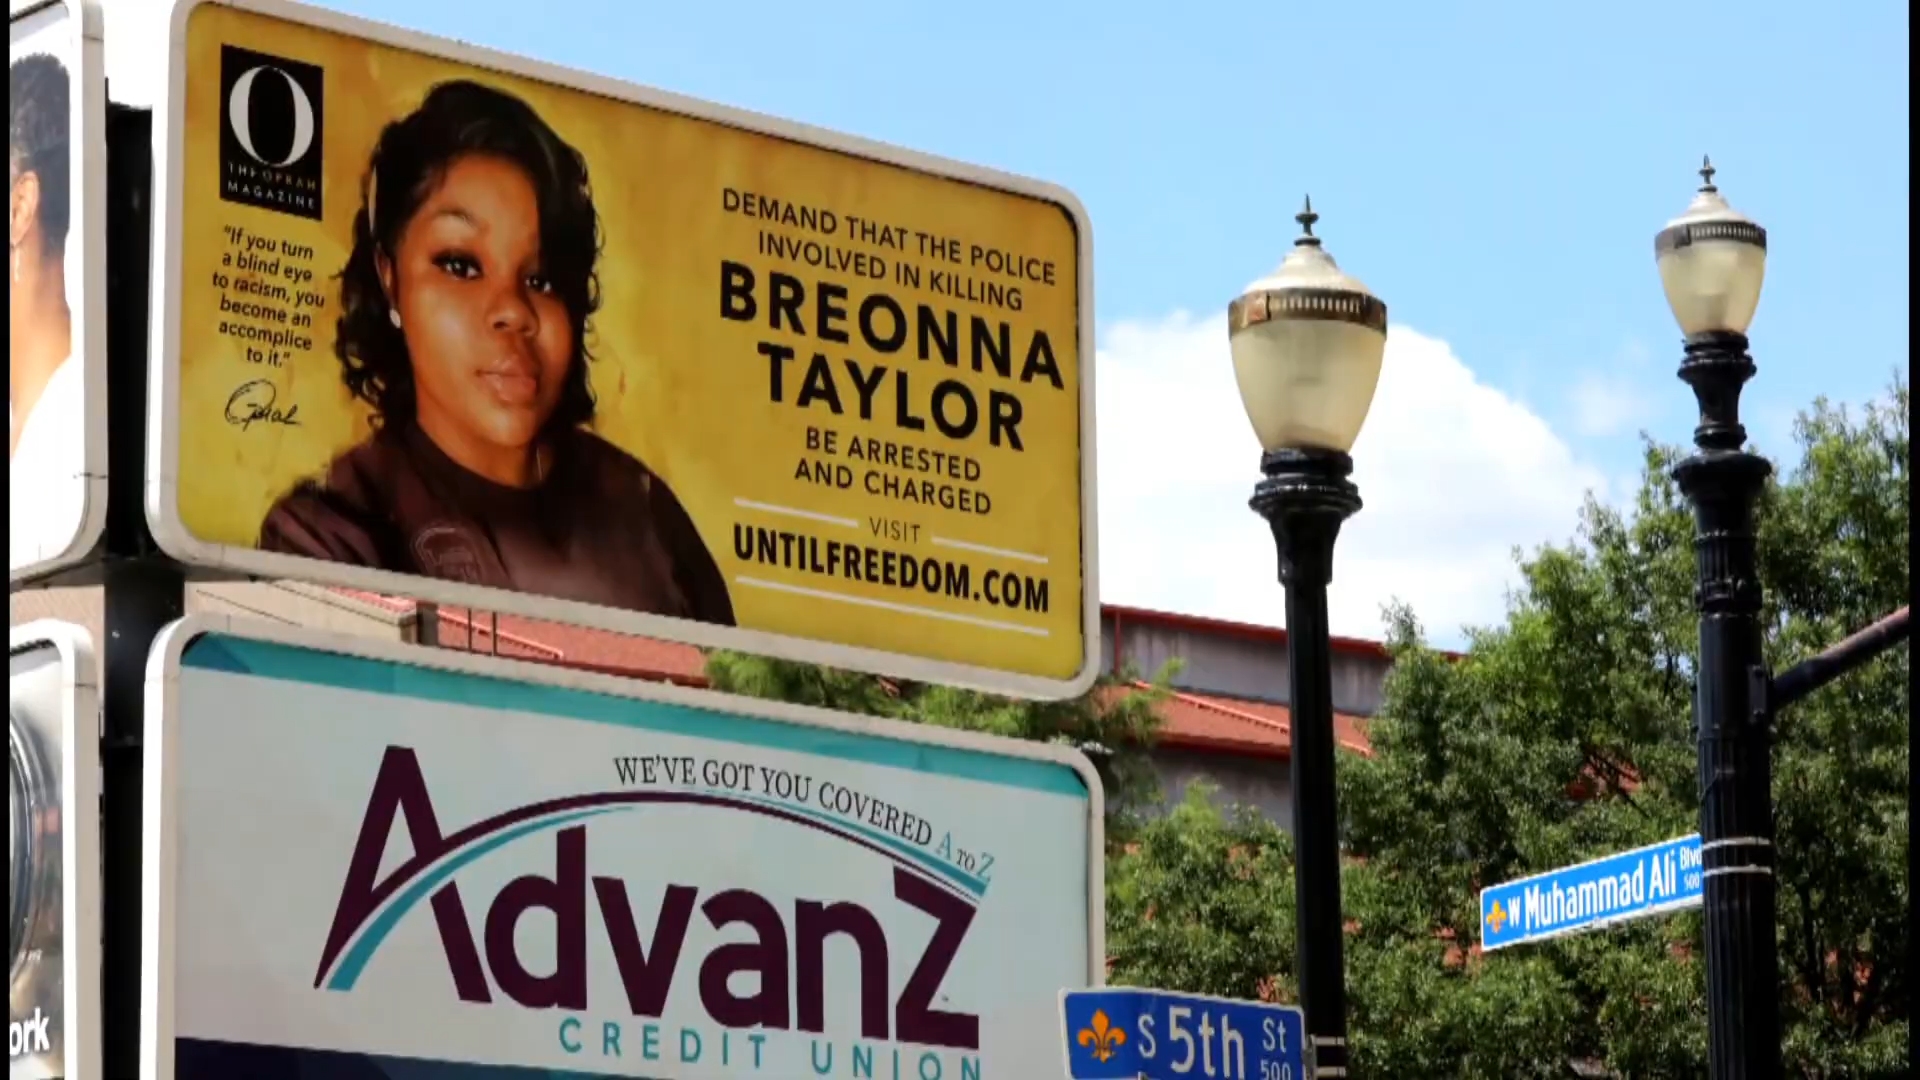 O
THE OPRAH
MAGAZINE
"If you turn
a blind eye
to racism, you
become an
accomplice
to it."
Oprah
DEMAND THAT THE POLICE
INVOLVED IN KILLING
BREONNA
TAYLOR
BE ARRESTED
AND CHARGED
VISIT
UNTILFREEDOM.COM
WE'VE GOT YOU COVERED A TO Z
AdvanZ
CREDIT UNION
ork
S 5th St
500
W Muhammad Ali Blvd
500